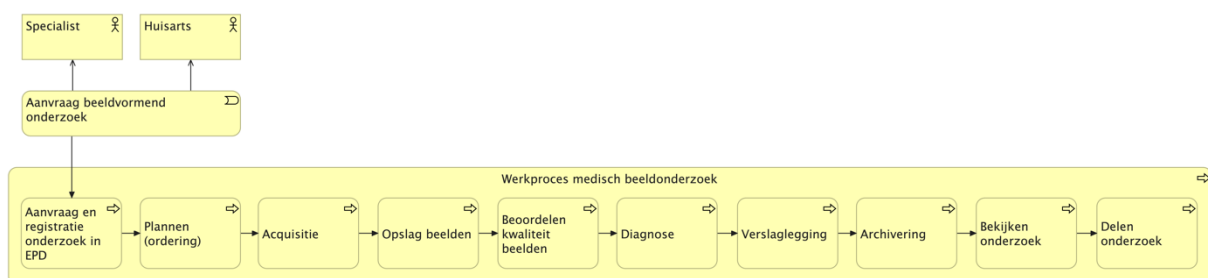 Specialist
Huisarts
Aanvraag beeldvormend
onderzoek
Werkproces medisch beeldonderzoek
Aanvraag en
registratie
onderzoek in
EPD
Plannen
(ordering)
Acquisitie
Opslag beelden
Beoordelen
kwaliteit
beelden
Diagnose
Verslaglegging
Archivering
Bekijken
onderzoek
Delen
onderzoek